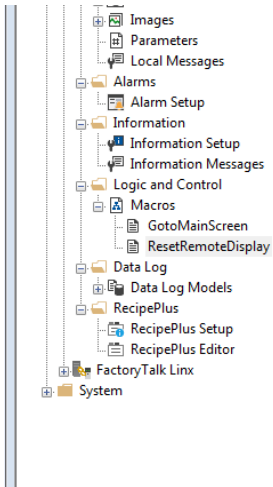 Images
Parameters
Local Messages
Alarms
Alarm Setup
Information
Information Setup
Information Messages
Logic and Control
Macros
GotoMainScreen
ResetRemoteDisplay
Data Log
Data Log Models
RecipePlus
RecipePlus Setup
RecipePlus Editor
FactoryTalk Linx
System